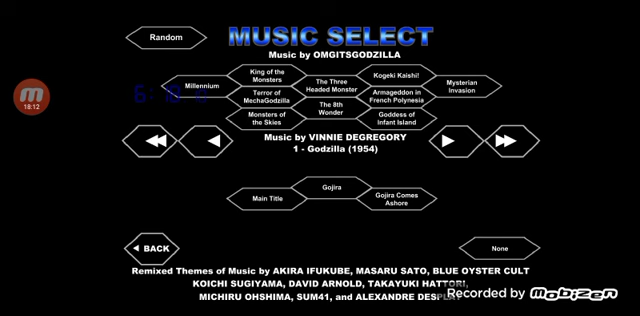 Random
MUSIC SELECT
Music by OMGITSGODZILLA
Millennium
King of the
Monsters
The Three
Headed Monster
Kogeki Kaishi!
Mysterian
Invasion
Terror of
MechaGodzilla
Armageddon in
French Polynesia
Monsters of
the Skies
The 8th
Wonder
Goddess of
Infant Island
18:12
Music by VINNIE DEGREGORY
1 - Godzilla (1954)
Main Title
Gojira
Gojira Comes
Ashore
BACK
None
Remixed Themes of Music by AKIRA IFUKUBE, MASARU SATO, BLUE OYSTER CULT
KOICHI SUGIYAMA, DAVID ARNOLD, TAKAYUKI HATTORI,
MICHIRU OHSHIMA, SUM41, and ALEXANDRE DESPLAT
Recorded by Mobizen